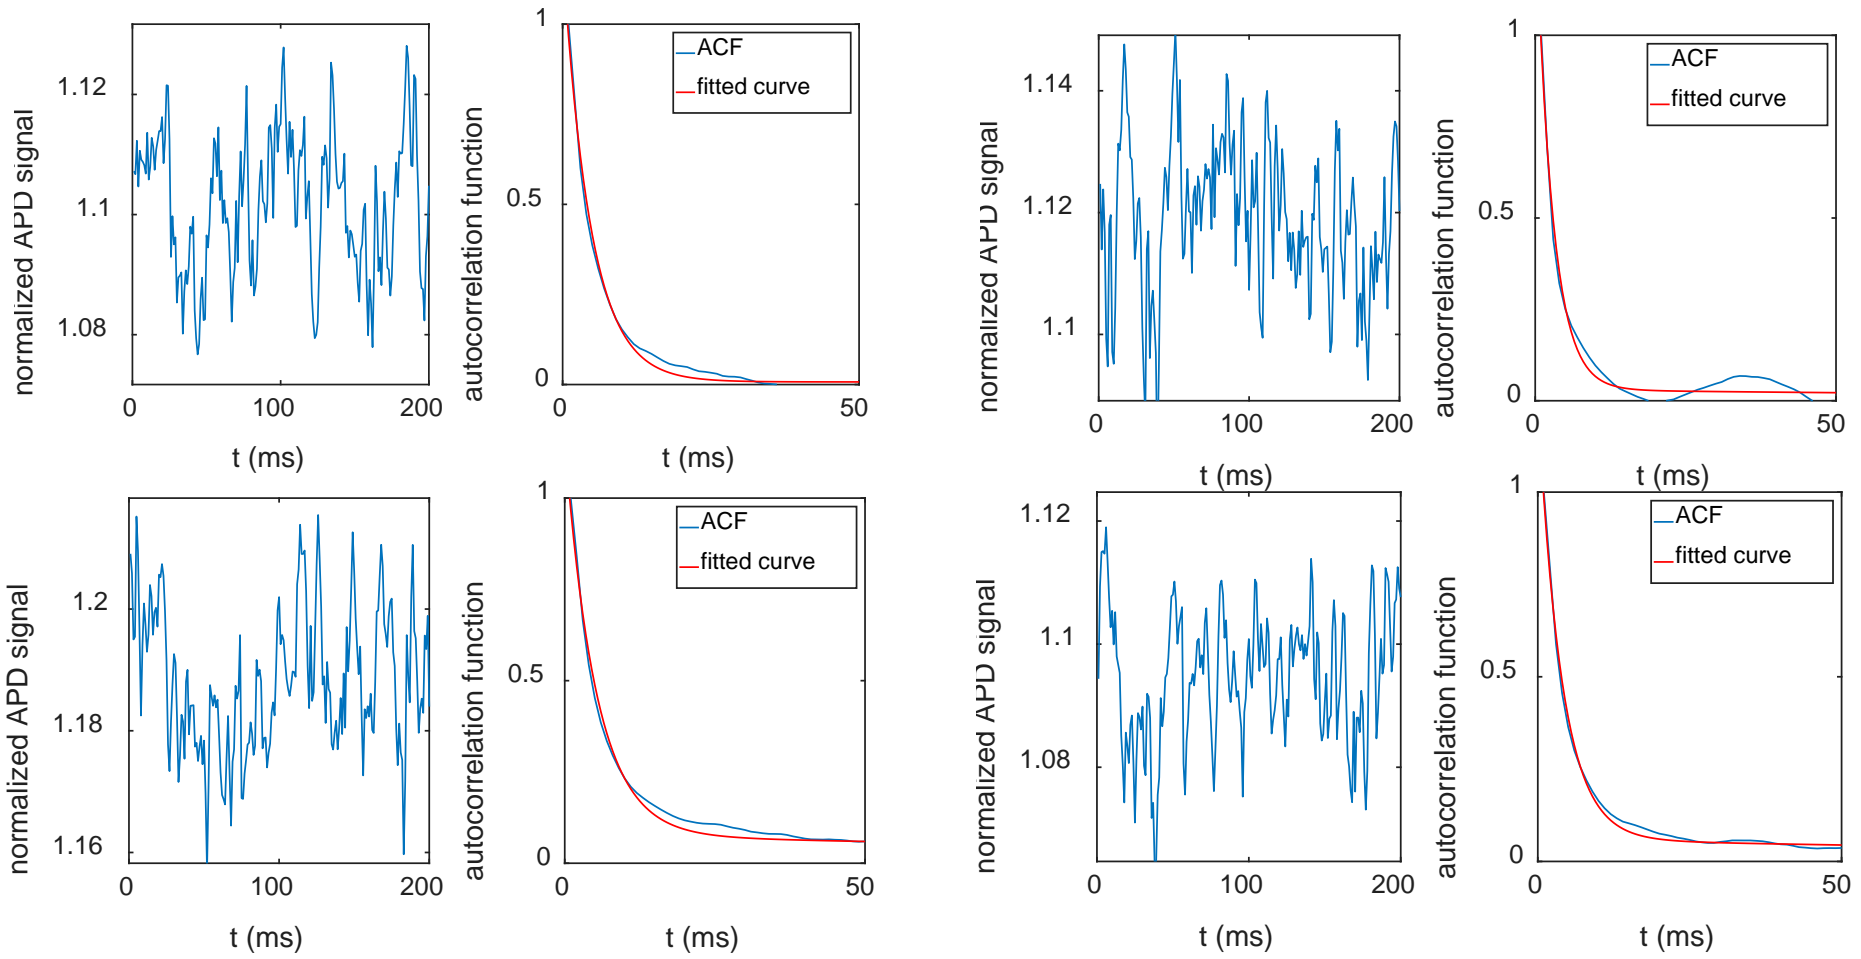 normalized APD signal
1.12
1.1
1.08
0
100
200
t (ms)
autocorrelation function
1
0.5
0
ACF
fitted curve
0
50
t (ms)
normalized APD signal
1.14
1.12
1.1
0
100
200
t (ms)
autocorrelation function
1
0.5
0
ACF
fitted curve
0
50
t (ms)
normalized APD signal
1.2
1.18
1.16
0
100
200
t (ms)
autocorrelation function
1
0.5
0
ACF
fitted curve
0
50
t (ms)
normalized APD signal
1.12
1.1
1.08
0
100
200
t (ms)
autocorrelation function
1
0.5
0
ACF
fitted curve
0
50
t (ms)